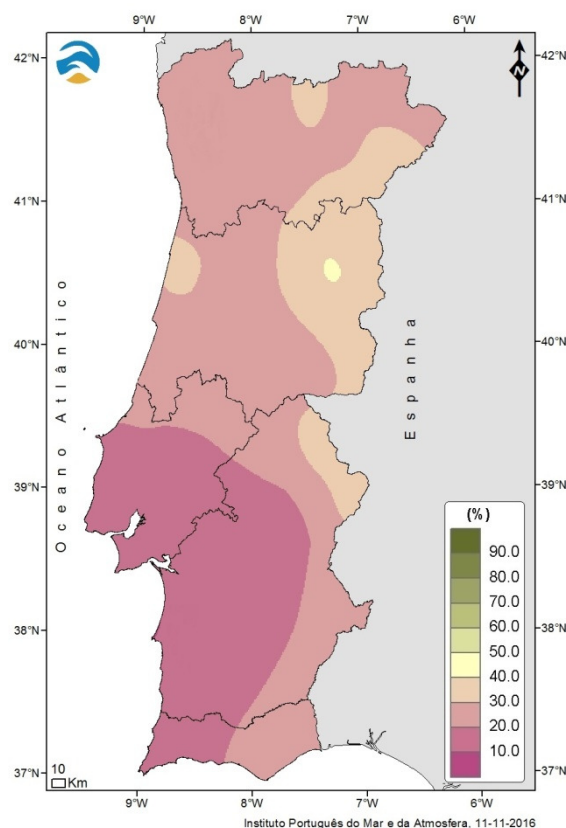 9°W 8°W 7°W 6°W
42°N 42°N
41°N 41°N
40°N 40°N
39°N 39°N
38°N 38°N
37°N 37°N
Oceano Atlântico
Espanha
N
(%)
90.0
80.0
70.0
60.0
50.0
40.0
30.0
20.0
10.0
10
Km
9°W 8°W 7°W 6°W
Instituto Português do Mar e da Atmosfera, 11-11-2016